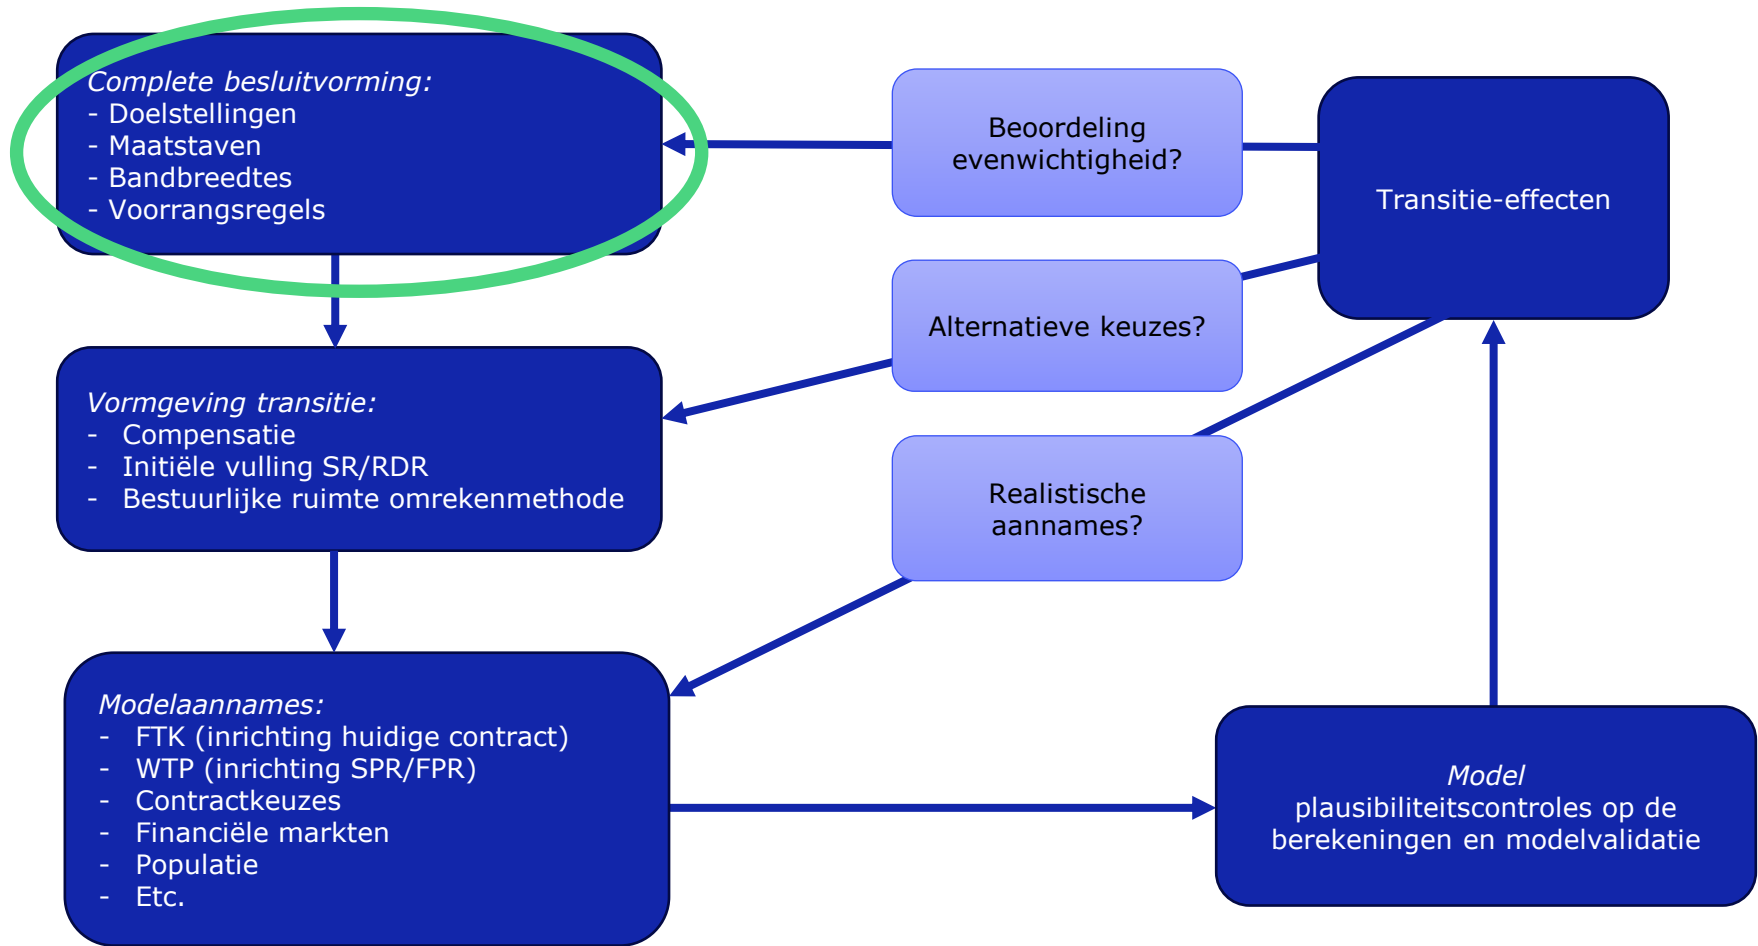 Complete besluitvorming:
- Doelstellingen
- Maatstaven
- Bandbreedtes
- Voorrangsregels
Beoordeling
evenwichtigheid?
Transitie-effecten
Alternatieve keuzes?
Vormgeving transitie:
- Compensatie
- Initiële vulling SR/RDR
- Bestuurlijke ruimte omrekenmethode
Realistische
aannames?
Modelaannames:
- FTK (inrichting huidige contract)
- WTP (inrichting SPR/FPR)
- Contractkeuzes
- Financiële markten
- Populatie
- Etc.
Model
plausibiliteitscontroles op de
berekeningen en modelvalidatie